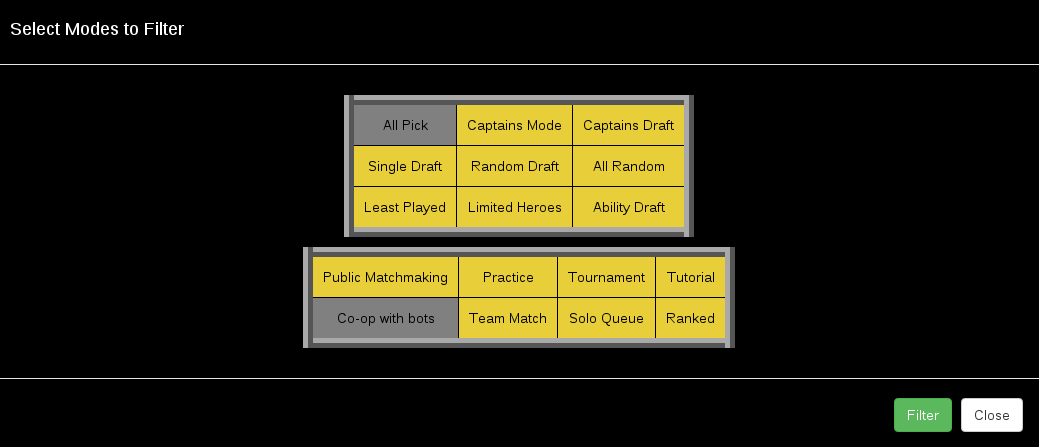 Select Modes to Filter
All Pick Captains Mode Captains Draft
Single Draft Random Draft All Random
Least Played Limited Heroes Ability Draft
Public Matchmaking Practice Tournament Tutorial
Co-op with bots Team Match Solo Queue Ranked
Filter Close